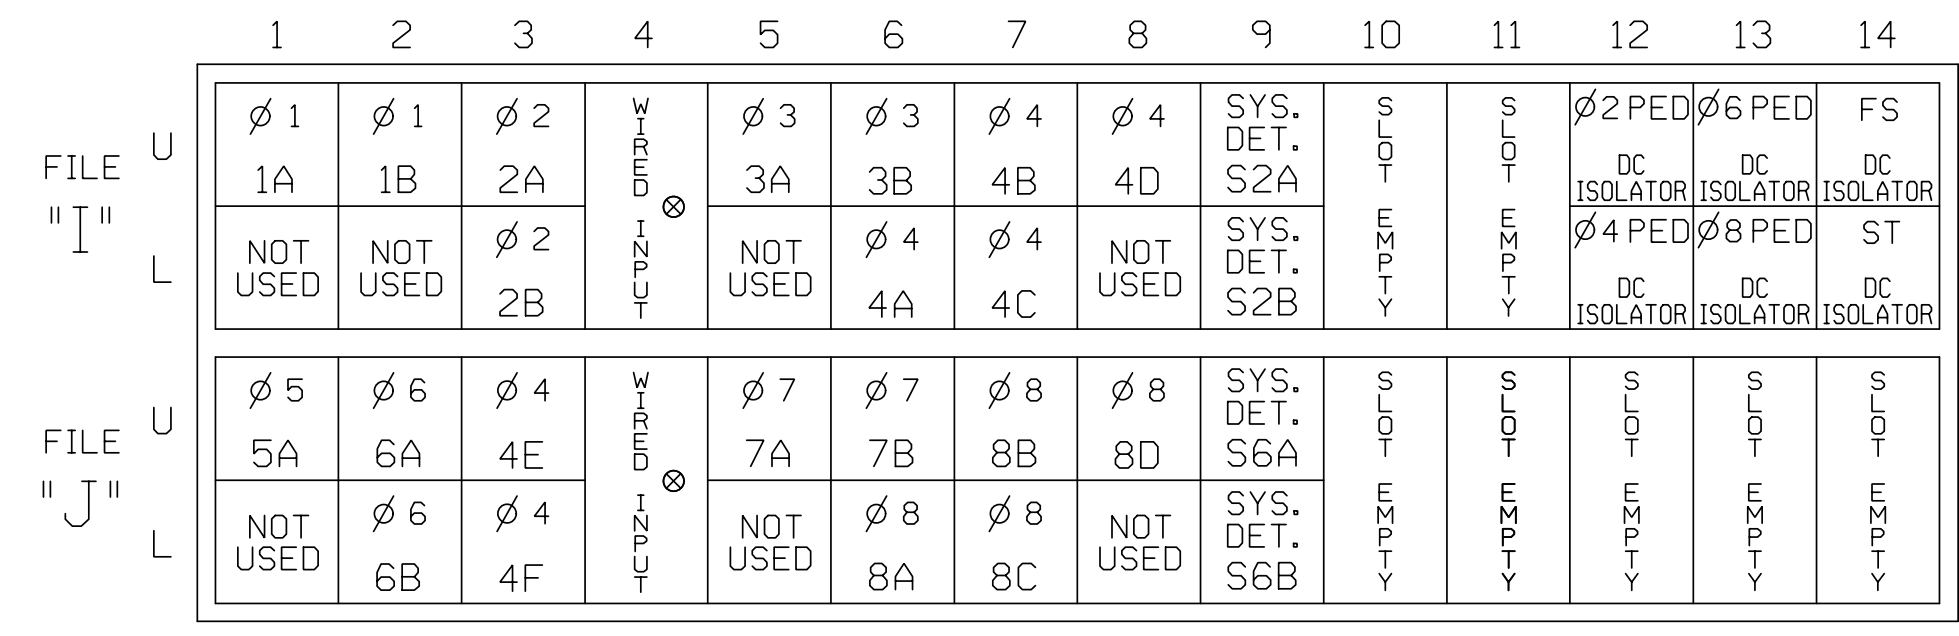 1 2 3 4 5 6 7 8 9 10 11 12 13 14
FILE "I"
U
Ø 1 1A
Ø 1 1B
Ø 2 2A
WIRED INPUT
Ø 3 3A
Ø 3 3B
Ø 4 4B
Ø 4 4D
SYS. DET. S2A
SLOT EMPTY
SLOT EMPTY
Ø2 PED DC ISOLATOR
Ø6 PED DC ISOLATOR
FS DC ISOLATOR
L
NOT USED
NOT USED
Ø 2 2B
NOT USED
Ø 4 4A
Ø 4 4C
NOT USED
SYS. DET. S2B
Ø4 PED DC ISOLATOR
Ø8 PED DC ISOLATOR
ST DC ISOLATOR
FILE "J"
U
Ø 5 5A
Ø 6 6A
Ø 4 4E
WIRED INPUT
Ø 7 7A
Ø 7 7B
Ø 8 8B
Ø 8 8D
SYS. DET. S6A
SLOT EMPTY
SLOT EMPTY
SLOT EMPTY
SLOT EMPTY
SLOT EMPTY
L
NOT USED
Ø 6 6B
Ø 4 4F
NOT USED
Ø 8 8A
Ø 8 8C
NOT USED
SYS. DET. S6B